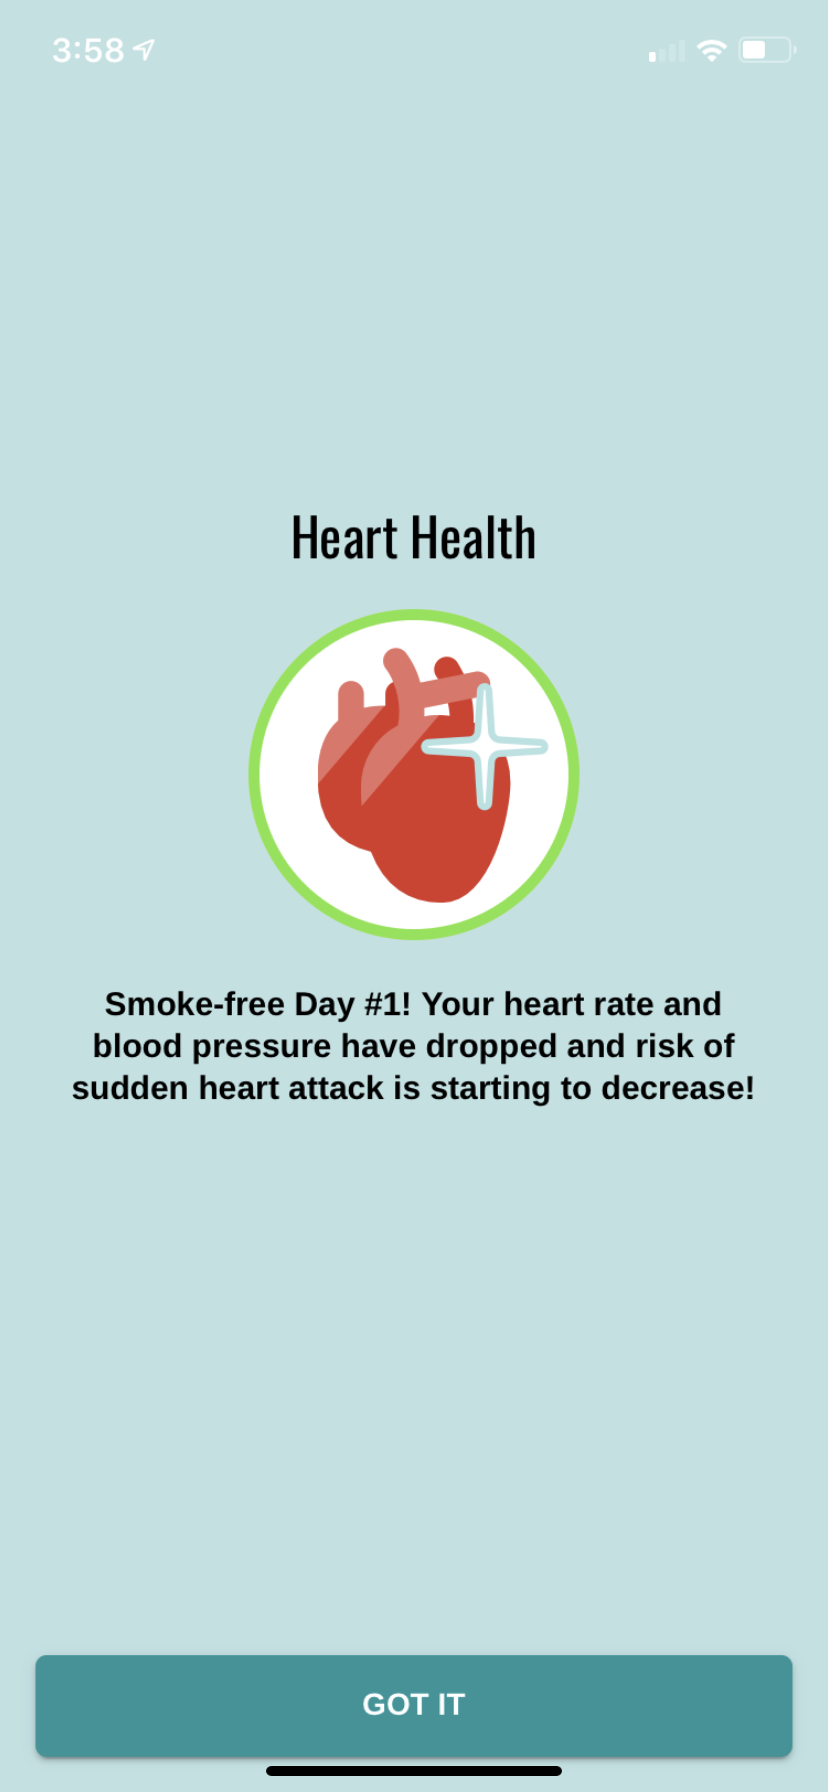 3:58
Heart Health
Smoke-free Day #1! Your heart rate and
blood pressure have dropped and risk of
sudden heart attack is starting to decrease!
GOT IT